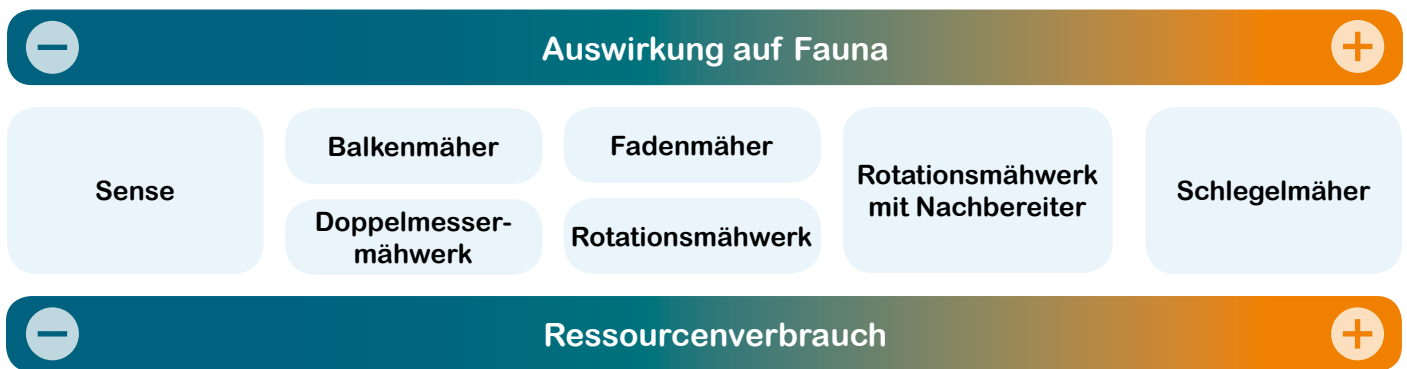 Auswirkung auf Fauna
Sense
Balkenmäher
Doppelmesser-
mähwerk
Fadenmäher
Rotationsmähwerk
Rotationsmähwerk
mit Nachbereiter
Schlegelmäher
Ressourcenverbrauch